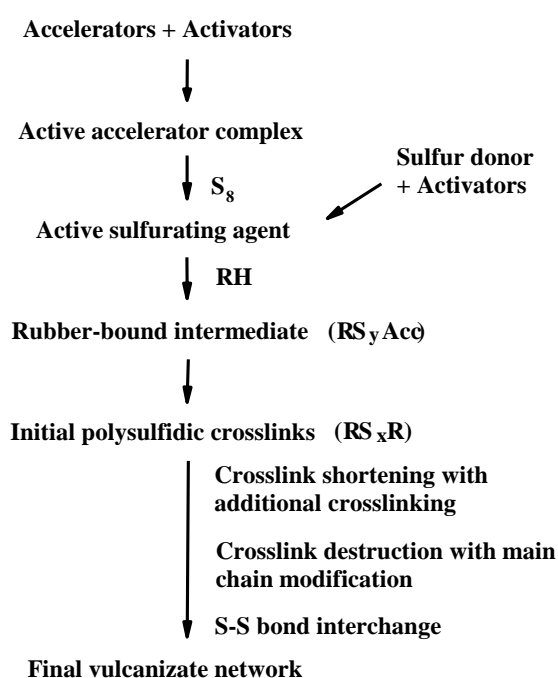 Accelerators + Activators
Active accelerator complex
Sulfur donor
+ Activators
S8
Active sulfurating agent
RH
Rubber-bound intermediate (RSyAcc)
Initial polysulfidic crosslinks (RSxR)
Crosslink shortening with
additional crosslinking
Crosslink destruction with main
chain modification
S-S bond interchange
Final vulcanizate network